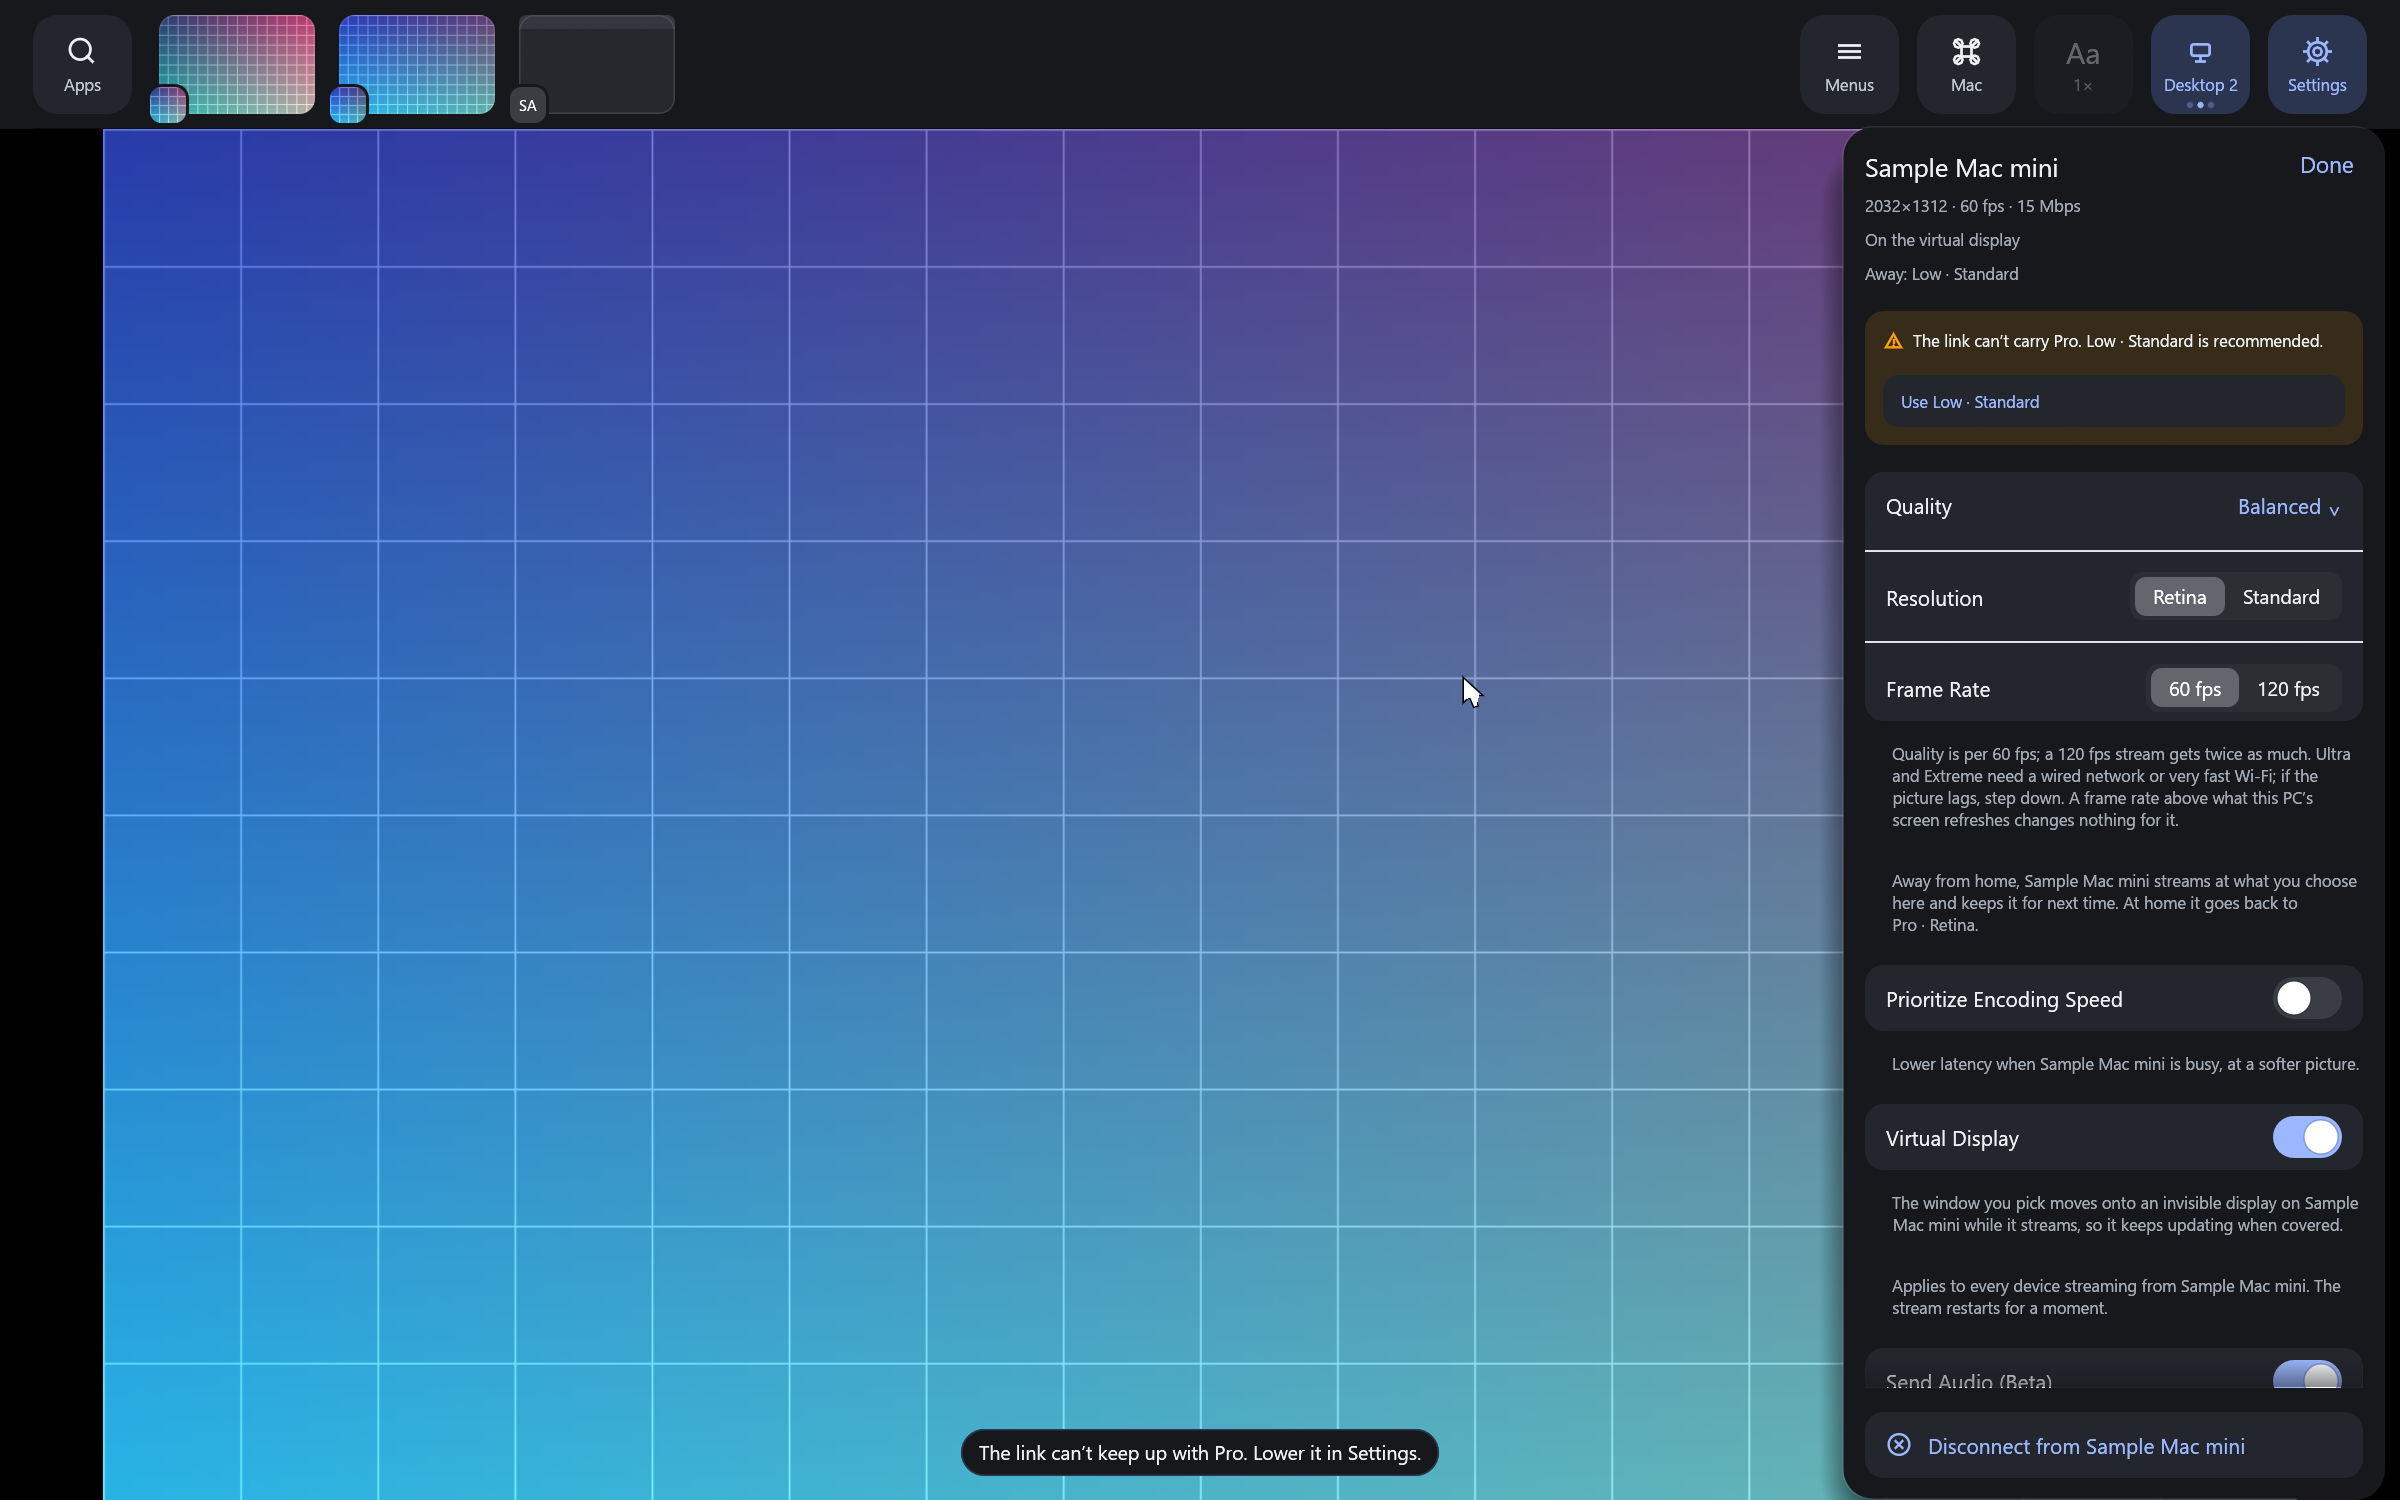 Apps
SA
Menus
Mac
Aa
1×
Desktop 2
Settings
Sample Mac mini
Done
2032×1312 · 60 fps · 15 Mbps
On the virtual display
Away: Low · Standard
The link can’t carry Pro. Low · Standard is recommended.
Use Low · Standard
Quality
Balanced
Resolution
Retina
Standard
Frame Rate
60 fps
120 fps
Quality is per 60 fps; a 120 fps stream gets twice as much. Ultra
and Extreme need a wired network or very fast Wi-Fi; if the
picture lags, step down. A frame rate above what this PC’s
screen refreshes changes nothing for it.
Away from home, Sample Mac mini streams at what you choose
here and keeps it for next time. At home it goes back to
Pro · Retina.
Prioritize Encoding Speed
Lower latency when Sample Mac mini is busy, at a softer picture.
Virtual Display
The window you pick moves onto an invisible display on Sample
Mac mini while it streams, so it keeps updating when covered.
Applies to every device streaming from Sample Mac mini. The
stream restarts for a moment.
Send Audio (Beta)
Disconnect from Sample Mac mini
The link can’t keep up with Pro. Lower it in Settings.